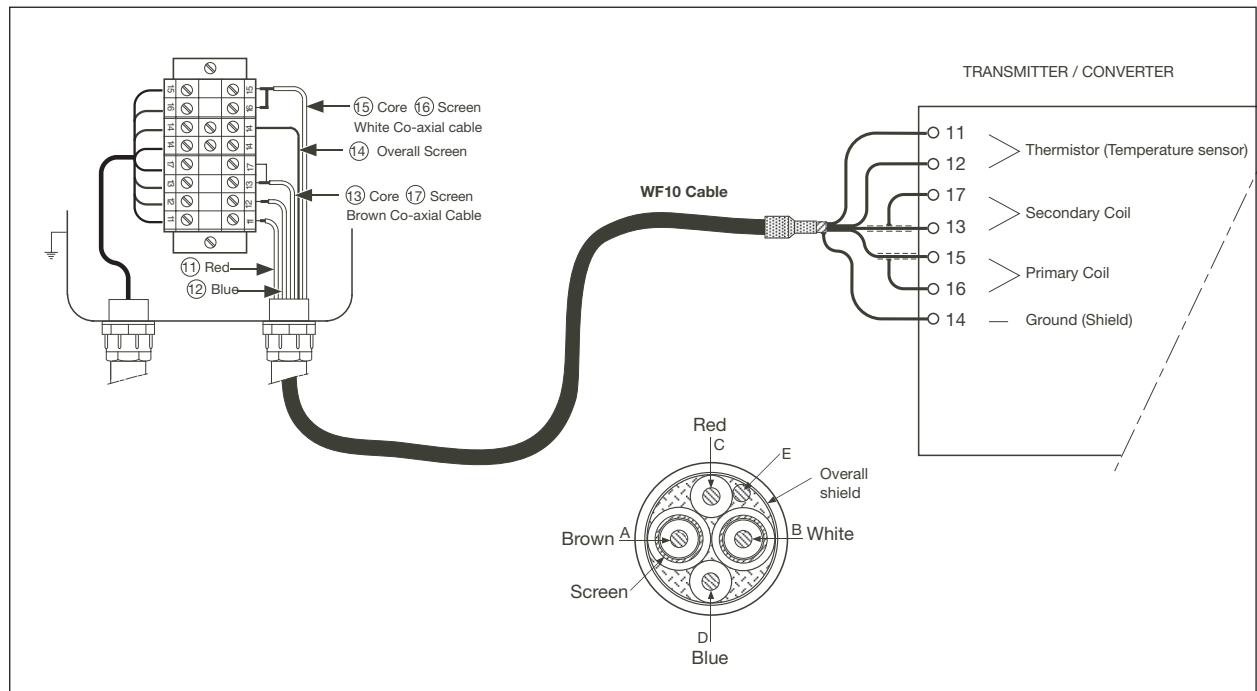 TRANSMITTER / CONVERTER
15 15
16 16
14 14
14 14
17 17
13 13
12 12
11 11
⑮ Core ⑯ Screen
White Co-axial cable
⑭ Overall Screen
⑬ Core ⑰ Screen
Brown Co-axial Cable
⑪ Red
⑫ Blue
WF10 Cable
11
12
Thermistor (Temperature sensor)
17
13
Secondary Coil
15
16
Primary Coil
14 — Ground (Shield)
Red
C
E
Overall
shield
Brown A
B White
Screen
D
Blue